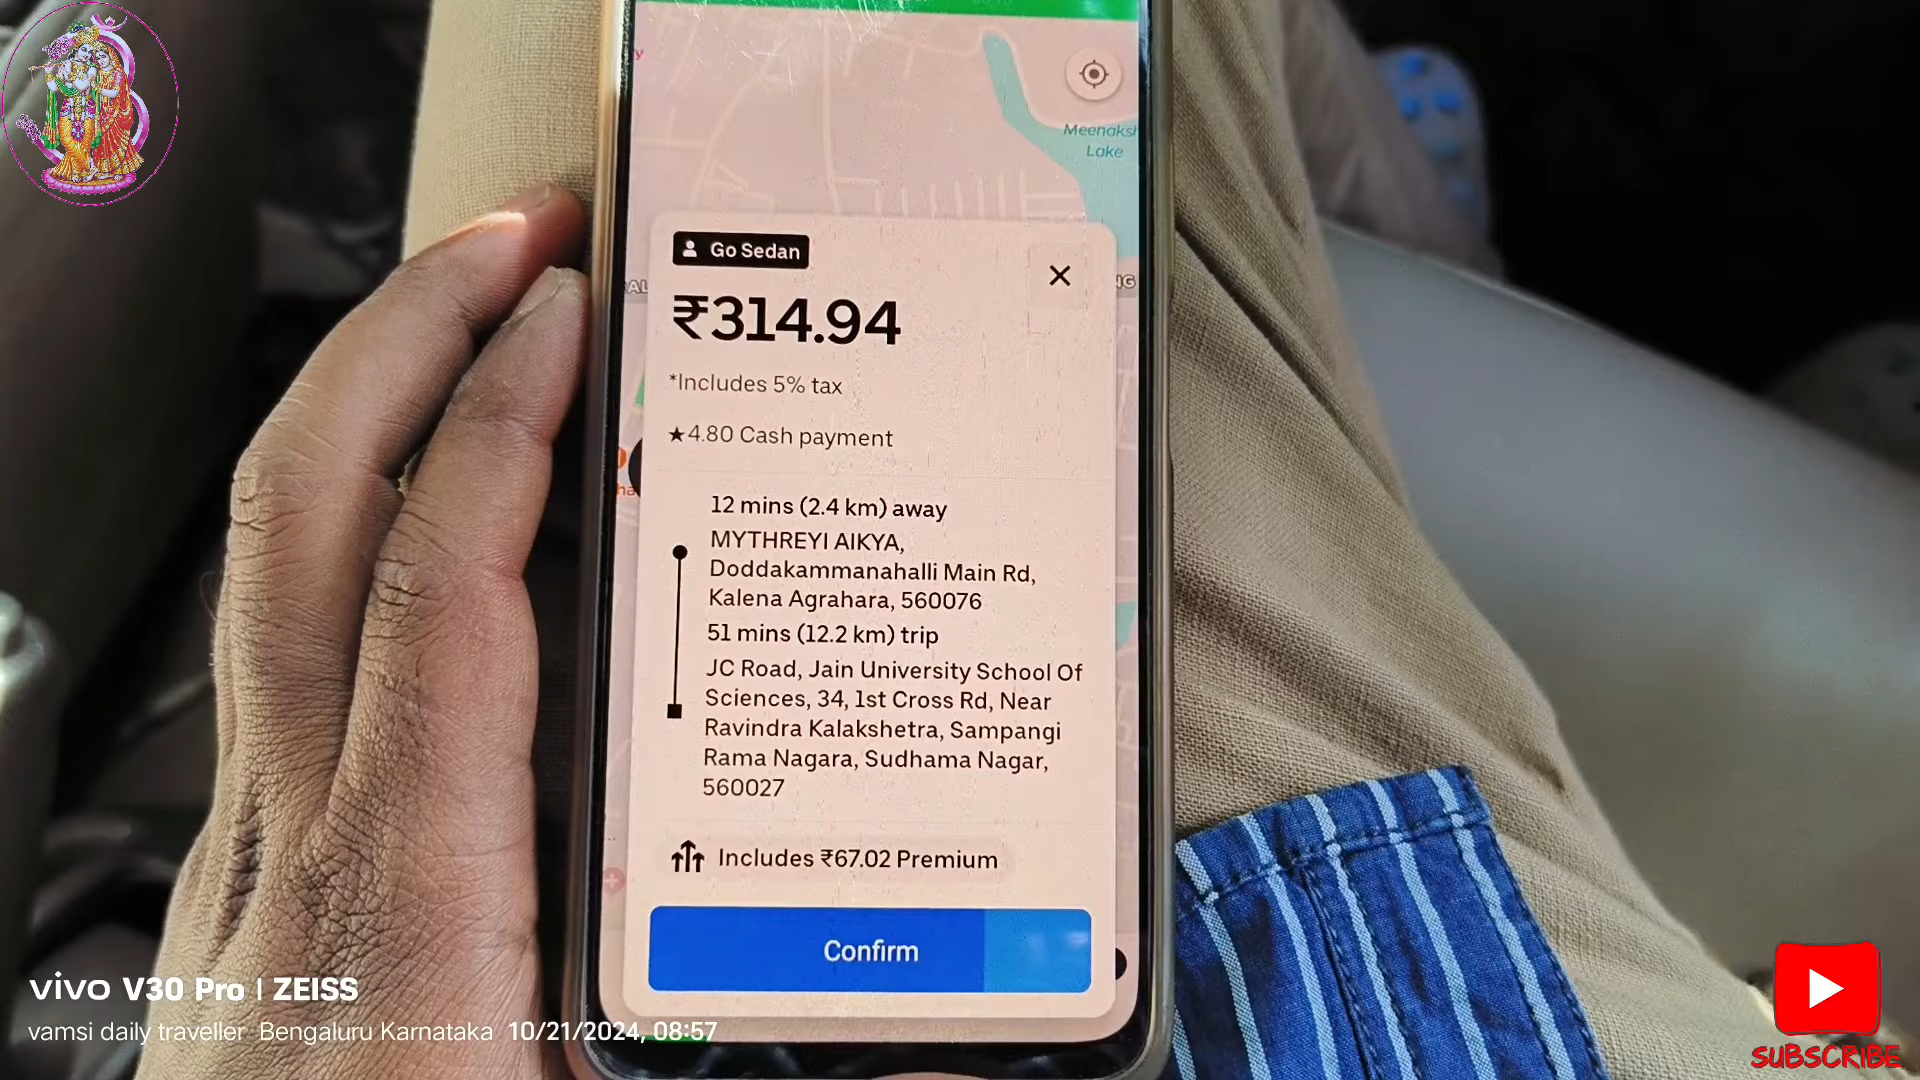 Meenaksh
Lake
Go Sedan
₹314.94
*Includes 5% tax
★4.80 Cash payment
12 mins (2.4 km) away
MYTHREYI AIKYA,
Doddakammanahalli Main Rd,
Kalena Agrahara, 560076
51 mins (12.2 km) trip
JC Road, Jain University School Of
Sciences, 34, 1st Cross Rd, Near
Ravindra Kalakshetra, Sampangi
Rama Nagara, Sudhama Nagar,
560027
Includes ₹67.02 Premium
Confirm
vivo V30 Pro | ZEISS
vamsi daily traveller Bengaluru Karnataka 10/21/2024, 08:57
SUBSCRIBE